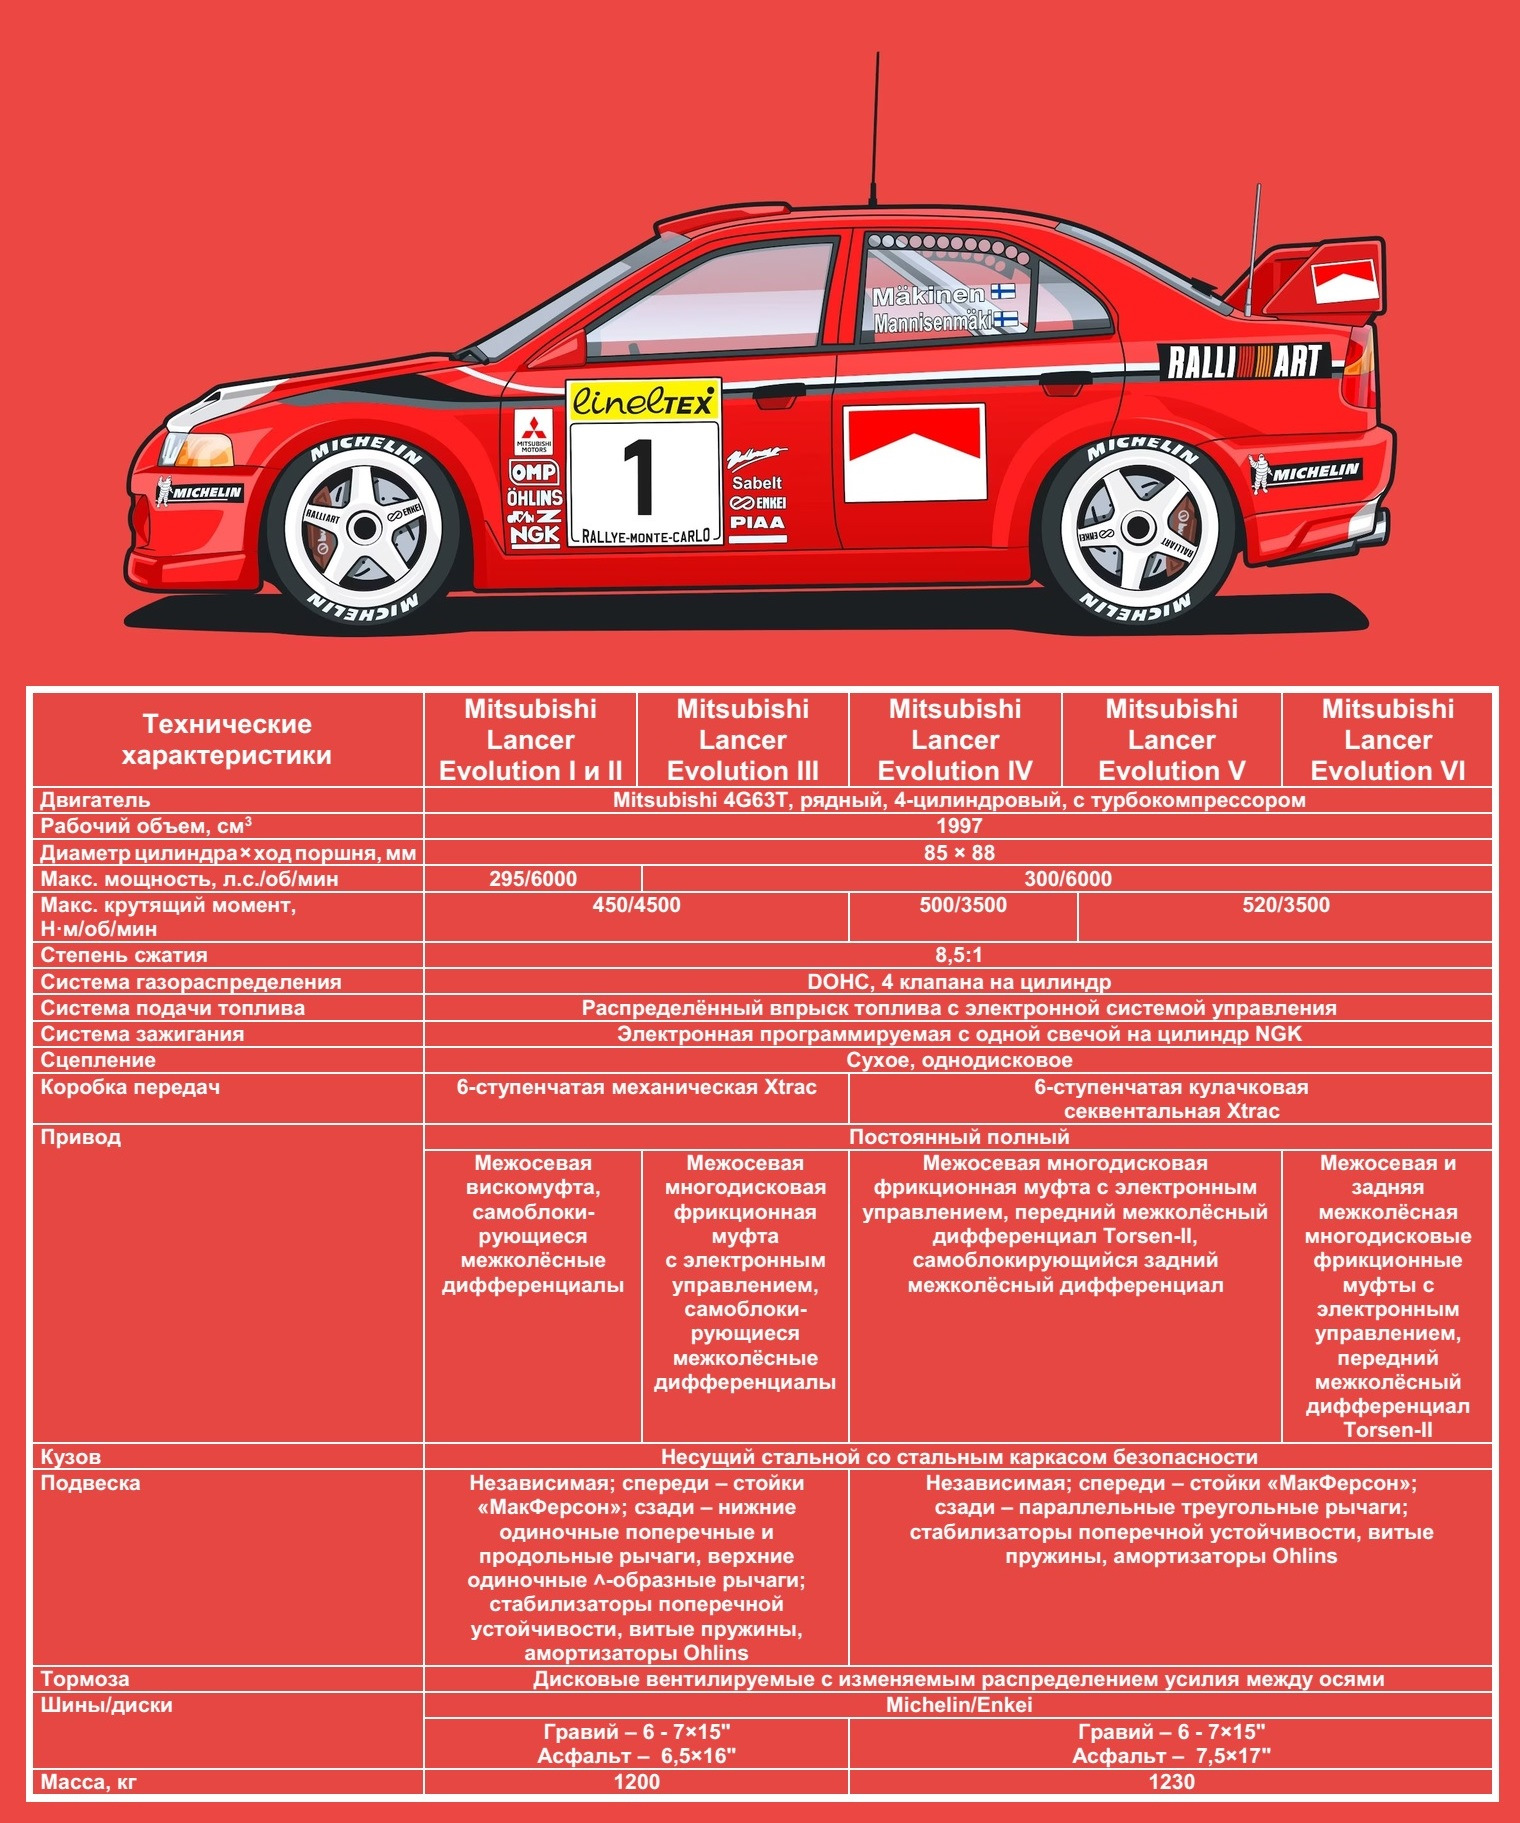 Mäkinen
Mannisenmäki
RALLI ART
linelTEX
1
RALLYE-MONTE-CARLO
MITSUBISHI
MOTORS
OMP
ÖHLINS
NGK
Sabelt
ENKEI
PIAA
MICHELIN
MICHELIN
MICHELIN
MICHELIN
RALLIART
ENKEI
MICHELIN
MICHELIN
ENKEI
RALLIART
Технические
характеристики
Mitsubishi
Lancer
Evolution I и II
Mitsubishi
Lancer
Evolution III
Mitsubishi
Lancer
Evolution IV
Mitsubishi
Lancer
Evolution V
Mitsubishi
Lancer
Evolution VI
Двигатель
Mitsubishi 4G63T, рядный, 4-цилиндровый, с турбокомпрессором
Рабочий объем, см³
1997
Диаметр цилиндра×ход поршня, мм
85 × 88
Макс. мощность, л.с./об/мин
295/6000
300/6000
Макс. крутящий момент,
Н·м/об/мин
450/4500
500/3500
520/3500
Степень сжатия
8,5:1
Система газораспределения
DOHC, 4 клапана на цилиндр
Система подачи топлива
Распределённый впрыск топлива с электронной системой управления
Система зажигания
Электронная программируемая с одной свечой на цилиндр NGK
Сцепление
Сухое, однодисковое
Коробка передач
6-ступенчатая механическая Xtrac
6-ступенчатая кулачковая
секвентальная Xtrac
Привод
Постоянный полный
Межосевая
вискомуфта,
самоблоки-
рующиеся
межколёсные
дифференциалы
Межосевая
многодисковая
фрикционная
муфта
с электронным
управлением,
самоблоки-
рующиеся
межколёсные
дифференциалы
Межосевая многодисковая
фрикционная муфта с электронным
управлением, передний межколёсный
дифференциал Torsen-II,
самоблокирующийся задний
межколёсный дифференциал
Межосевая и
задняя
межколёсная
многодисковые
фрикционные
муфты с
электронным
управлением,
передний
межколёсный
дифференциал
Torsen-II
Кузов
Несущий стальной со стальным каркасом безопасности
Подвеска
Независимая; спереди – стойки
«МакФерсон»; сзади – нижние
одиночные поперечные и
продольные рычаги, верхние
одиночные ^-образные рычаги;
стабилизаторы поперечной
устойчивости, витые пружины,
амортизаторы Ohlins
Независимая; спереди – стойки «МакФерсон»;
сзади – параллельные треугольные рычаги;
стабилизаторы поперечной устойчивости, витые
пружины, амортизаторы Ohlins
Тормоза
Дисковые вентилируемые с изменяемым распределением усилия между осями
Шины/диски
Michelin/Enkei
Гравий – 6 - 7×15"
Асфальт – 6,5×16"
Гравий – 6 - 7×15"
Асфальт – 7,5×17"
Масса, кг
1200
1230